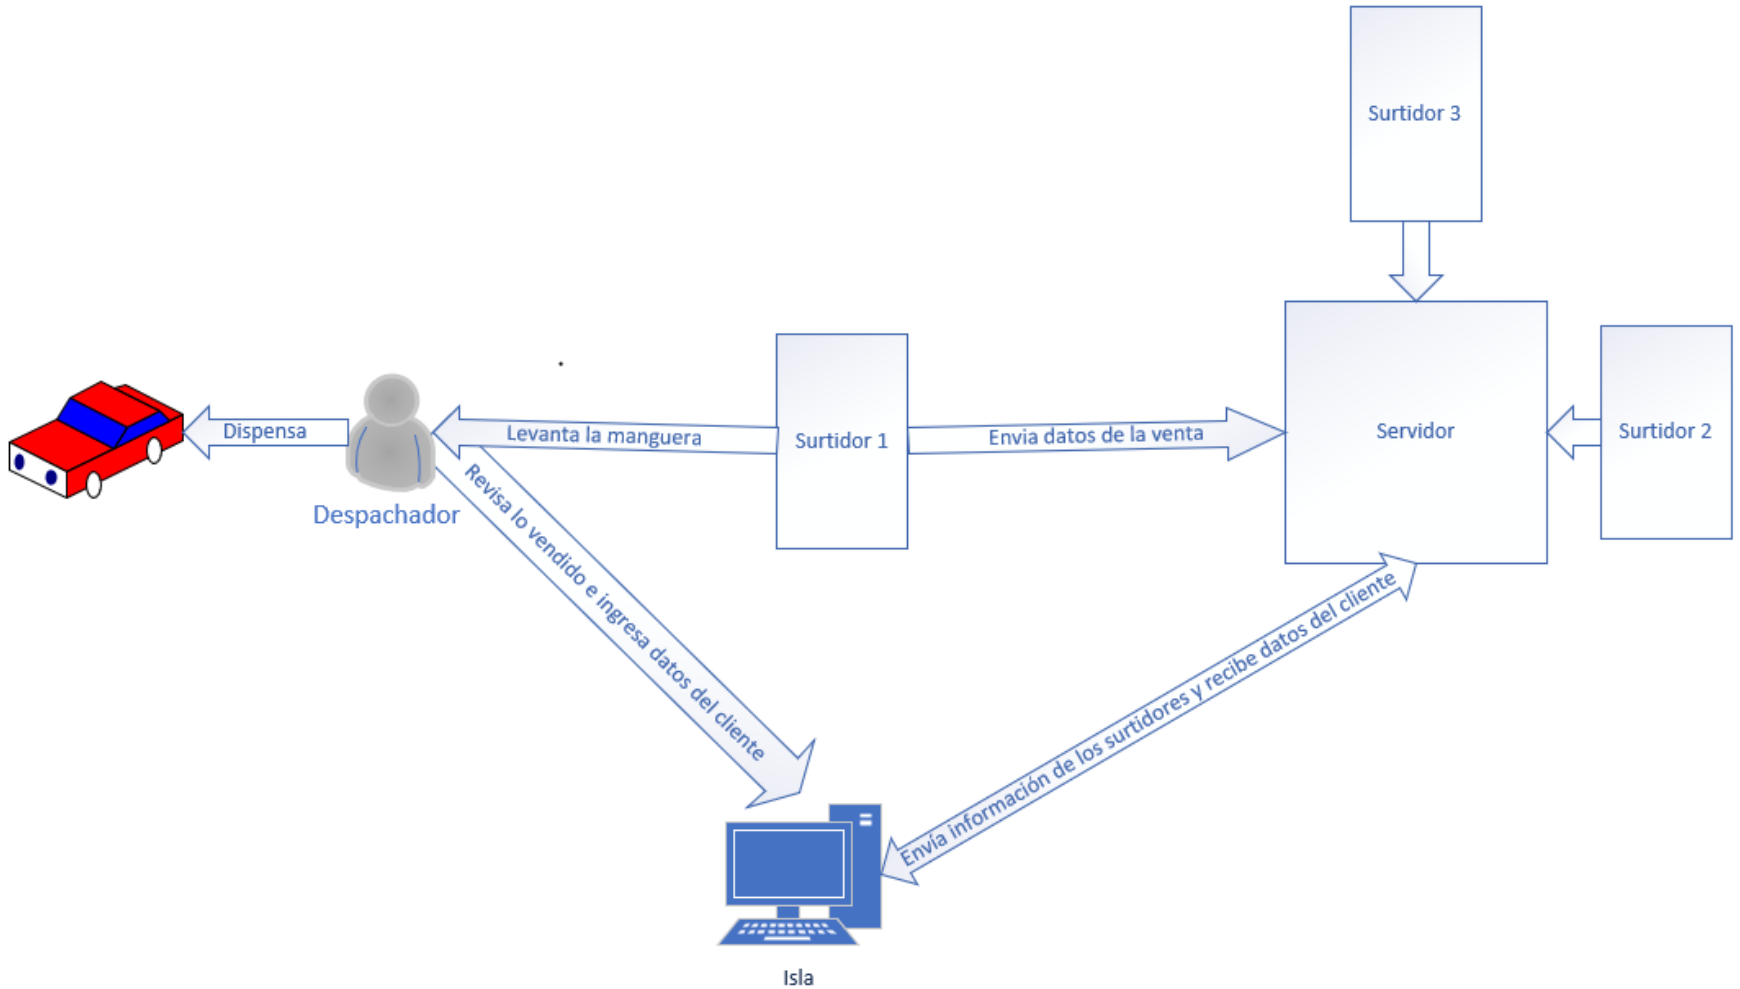 Surtidor 3
Dispensa
Levanta la manguera
Surtidor 1
Envia datos de la venta
Servidor
Surtidor 2
Despachador
Revisa lo vendido e ingresa datos del cliente
Envía información de los surtidores y recibe datos del cliente
Isla